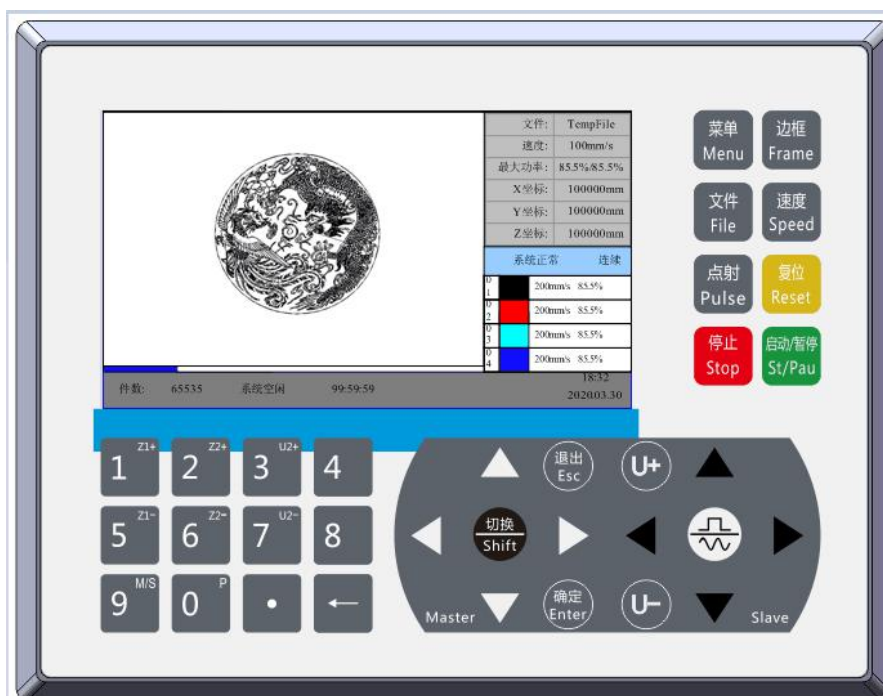 文件: TempFile
速度: 100mm/s
最大功率: 85.5%/85.5%
X坐标: 100000mm
Y坐标: 100000mm
Z坐标: 100000mm
系统正常 连续
01 200mm/s 85.5%
02 200mm/s 85.5%
03 200mm/s 85.5%
04 200mm/s 85.5%
件数: 65535 系统空闲 99:59:59
18:32
2020.03.30
菜单
Menu
边框
Frame
文件
File
速度
Speed
点射
Pulse
复位
Reset
停止
Stop
启动/暂停
St/Pau
1 Z1+
2 Z2+
3 U2+
4
5 Z1-
6 Z2-
7 U2-
8
9 M/S
0 P
.
←
退出
Esc
U+
切换
Shift
确定
Enter
U-
Master
Slave